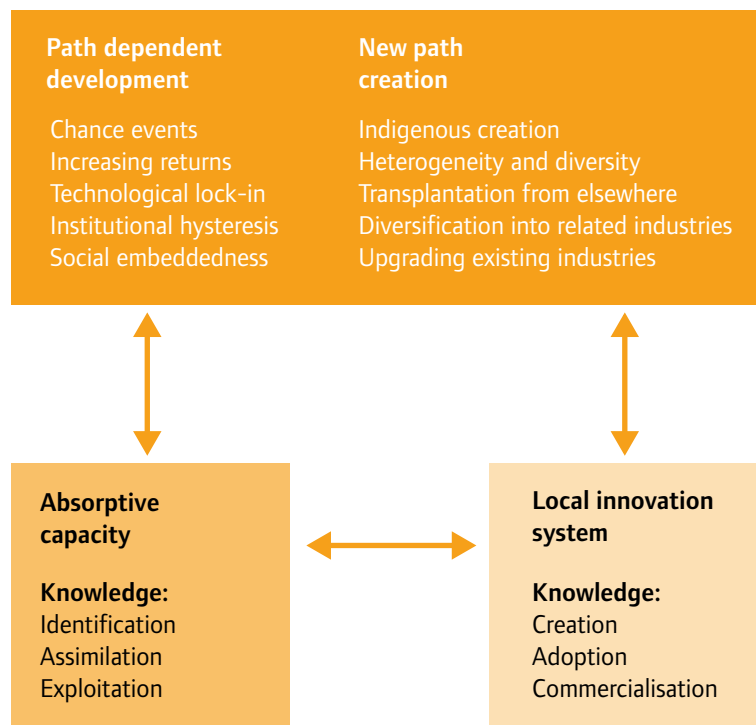 Path dependent
development
Chance events
Increasing returns
Technological lock-in
Institutional hysteresis
Social embeddedness
New path
creation
Indigenous creation
Heterogeneity and diversity
Transplantation from elsewhere
Diversification into related industries
Upgrading existing industries
Absorptive
capacity
Knowledge:
Identification
Assimilation
Exploitation
Local innovation
system
Knowledge:
Creation
Adoption
Commercialisation